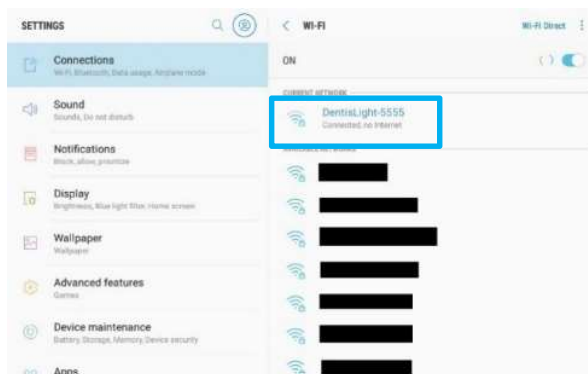 SETTINGS
Connections
Wi-Fi, Bluetooth, Data usage, Airplane mode
Sound
Sounds, Do not disturb
Notifications
Block, allow, prioritize
Display
Brightness, Blue light filter, Home screen
Wallpaper
Wallpaper
Advanced features
Games
Device maintenance
Battery, Storage, Memory, Device security
Apps
WI-FI
Wi-Fi Direct
ON
CURRENT NETWORK
DentisLight-5555
Connected, no Internet
AVAILABLE NETWORKS